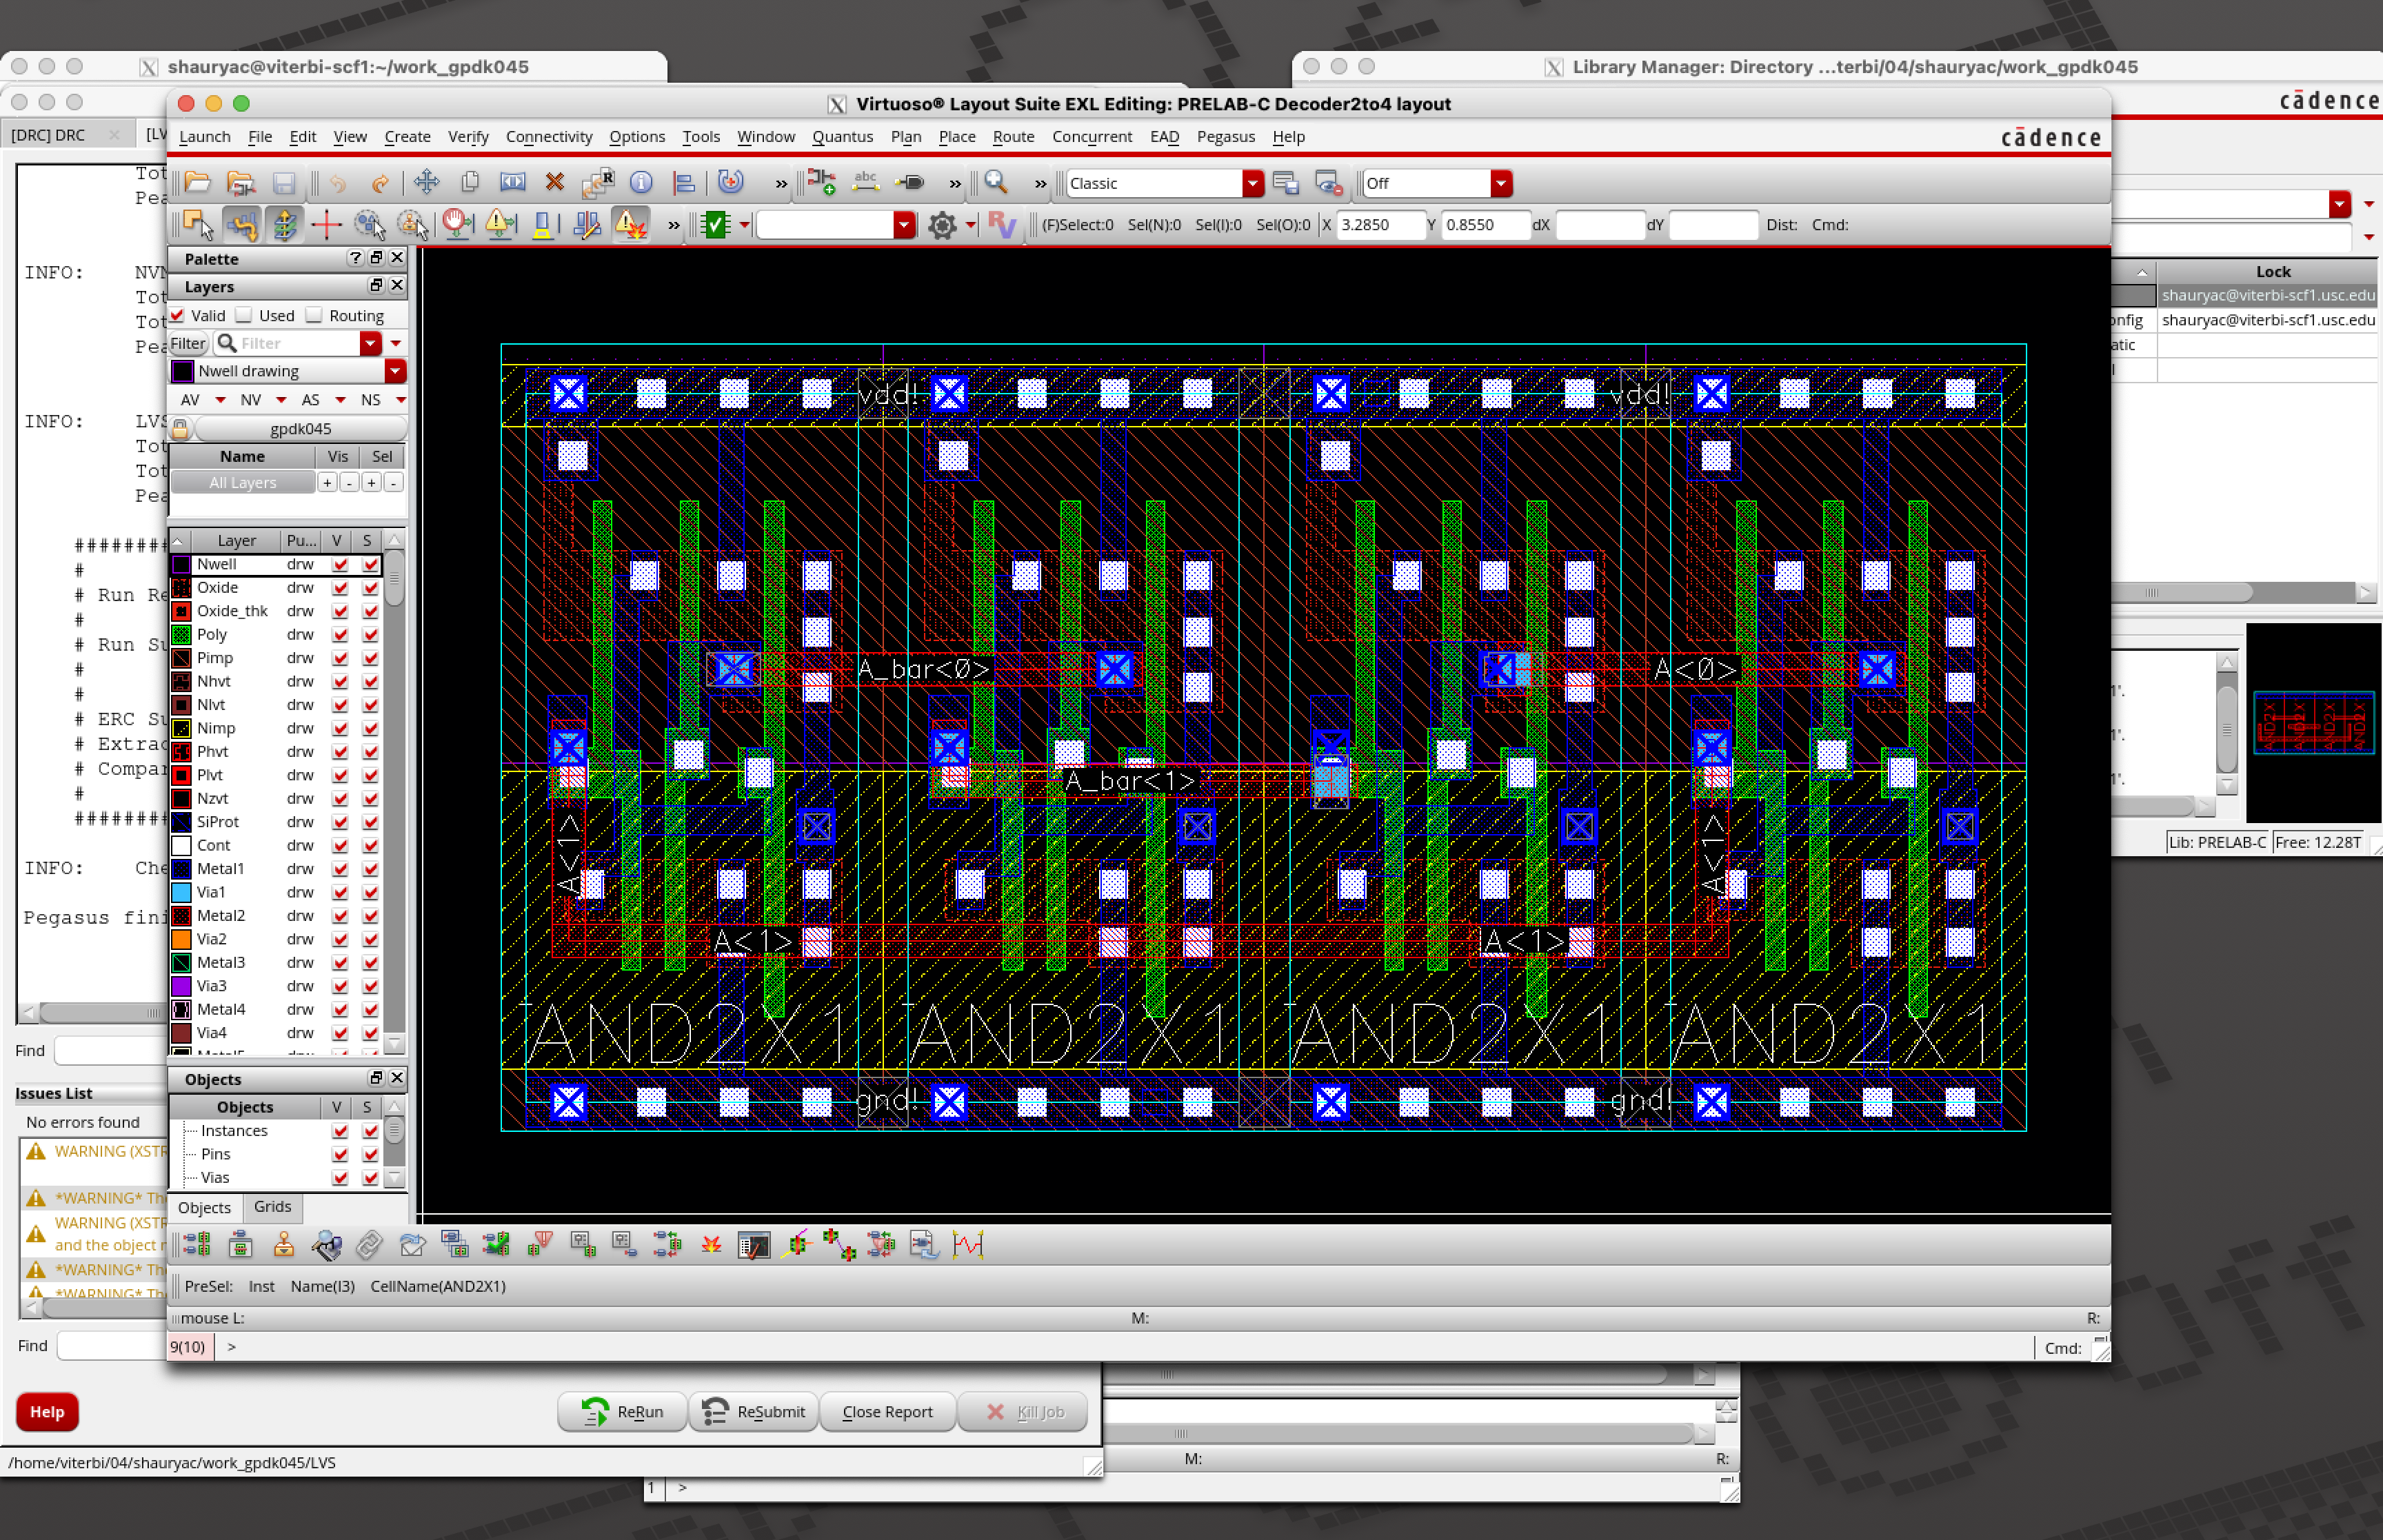 shauryac@viterbi-scf1:~/work_gpdk045
Library Manager: Directory ...terbi/04/shauryac/work_gpdk045
cādence
[DRC] DRC
[LV
Virtuoso® Layout Suite EXL Editing: PRELAB-C Decoder2to4 layout
Launch File Edit View Create Verify Connectivity Options Tools Window Quantus Plan Place Route Concurrent EAD Pegasus Help
cādence
Classic
Off
(F)Select:0 Sel(N):0 Sel(I):0 Sel(O):0 X 3.2850 Y 0.8550 dX dY Dist: Cmd:
Palette
Layers
Valid Used Routing
Filter Filter
Nwell drawing
AV NV AS NS
gpdk045
Name Vis Sel
All Layers + - + -
Layer Pu... V S
Nwell drw
Oxide drw
Oxide_thk drw
Poly drw
Pimp drw
Nhvt drw
Nlvt drw
Nimp drw
Phvt drw
Plvt drw
Nzvt drw
SiProt drw
Cont drw
Metal1 drw
Via1 drw
Metal2 drw
Via2 drw
Metal3 drw
Via3 drw
Metal4 drw
Via4 drw
Objects
Objects V S
Instances
Pins
Vias
Objects Grids
vdd! vdd!
A_bar<0> A<0>
A_bar<1>
A<1> A<1>
A<1> A<1>
AND2X1 AND2X1 AND2X1 AND2X1
gnd! gnd!
PreSel: Inst Name(I3) CellName(AND2X1)
mouse L: M: R:
9(10) > Cmd:
Tot
Pea
INFO: NVN
Tot
Tot
Pea
INFO: LVS
Tot
Tot
Pea
########
#
# Run Re
#
# Run Su
#
#
# ERC Su
# Extrac
# Compar
#
########
INFO: Che
Pegasus fini
Find
Issues List
No errors found
WARNING (XSTR
*WARNING* The
WARNING (XSTR
and the object n
*WARNING* The
*WARNING* The
Find
Help
ReRun ReSubmit Close Report Kill Job
/home/viterbi/04/shauryac/work_gpdk045/LVS
M: R:
1 >
Lock
shauryac@viterbi-scf1.usc.edu
onfig shauryac@viterbi-scf1.usc.edu
atic
l
1'.
1'.
1'.
AND2X AND2X AND2X AND2X
Lib: PRELAB-C Free: 12.28T